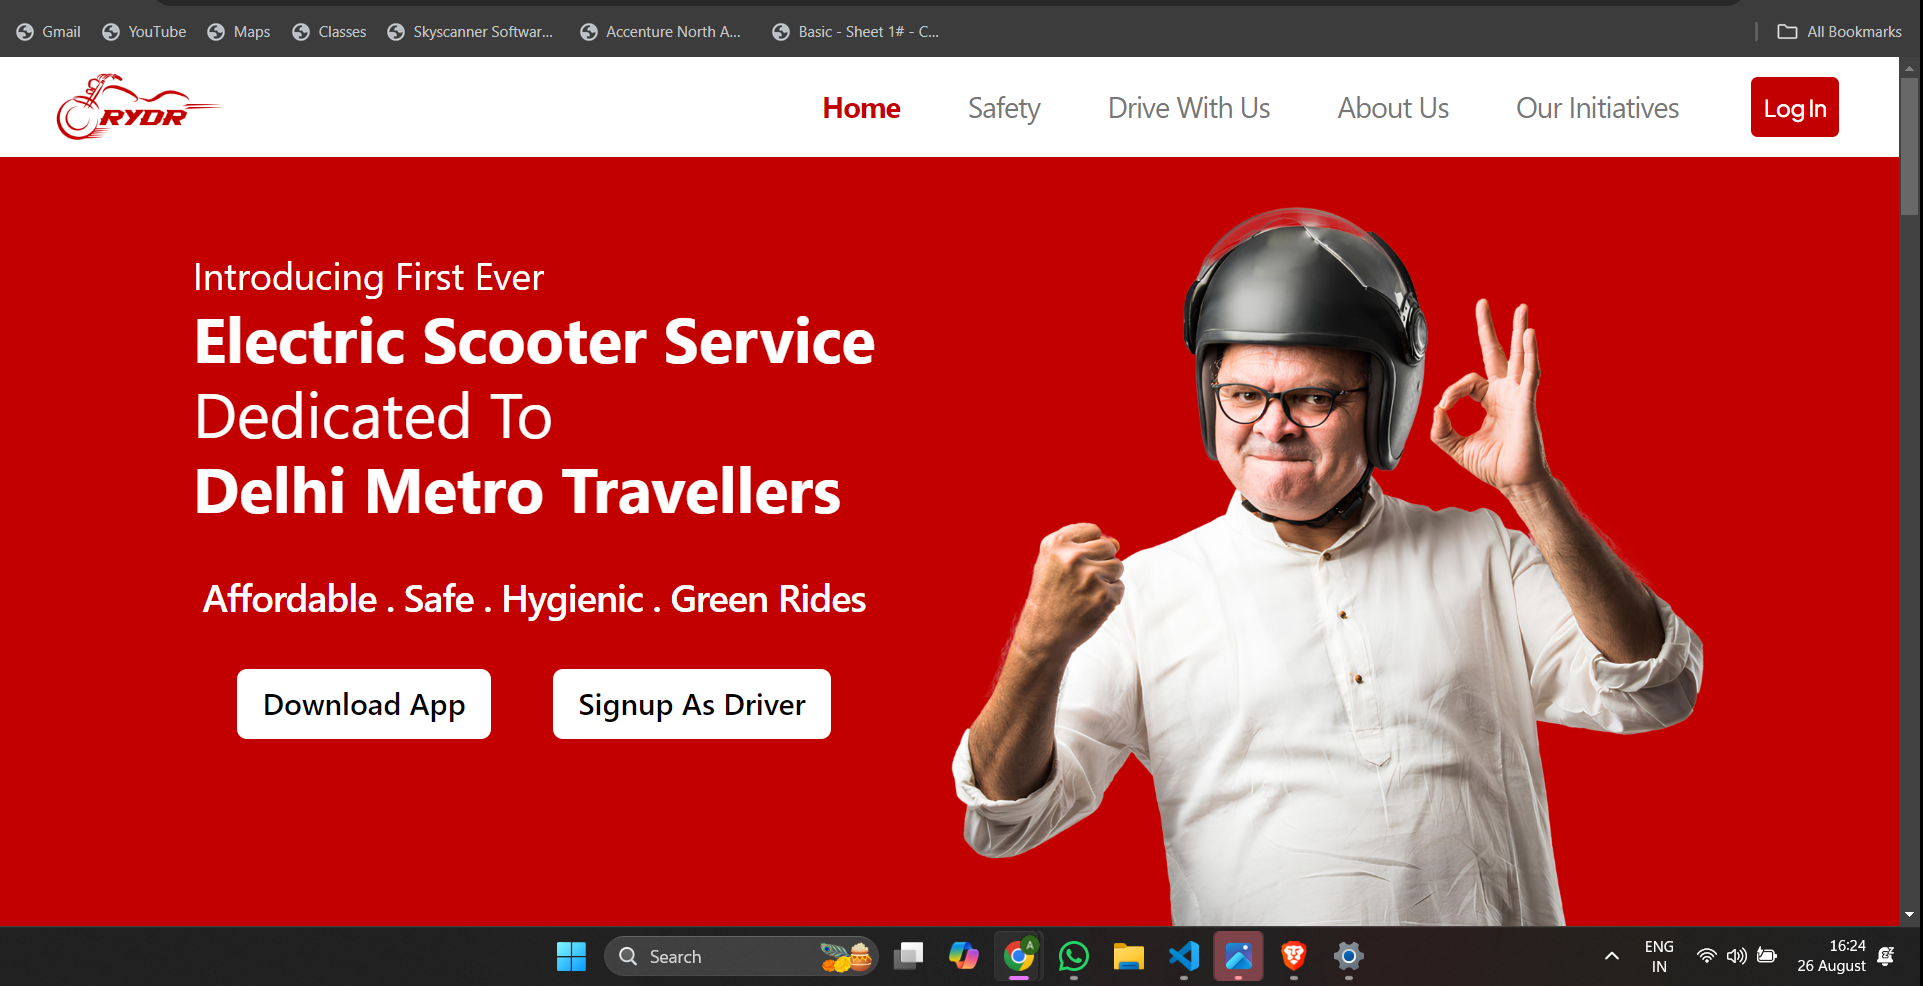 Gmail
YouTube
Maps
Classes
Skyscanner Softwar...
Accenture North A...
Basic - Sheet 1# - C...
All Bookmarks
RYDR
Home
Safety
Drive With Us
About Us
Our Initiatives
Log In
Introducing First Ever
Electric Scooter Service
Dedicated To
Delhi Metro Travellers
Affordable . Safe . Hygienic . Green Rides
Download App
Signup As Driver
Search
A
ENG
IN
16:24
26 August